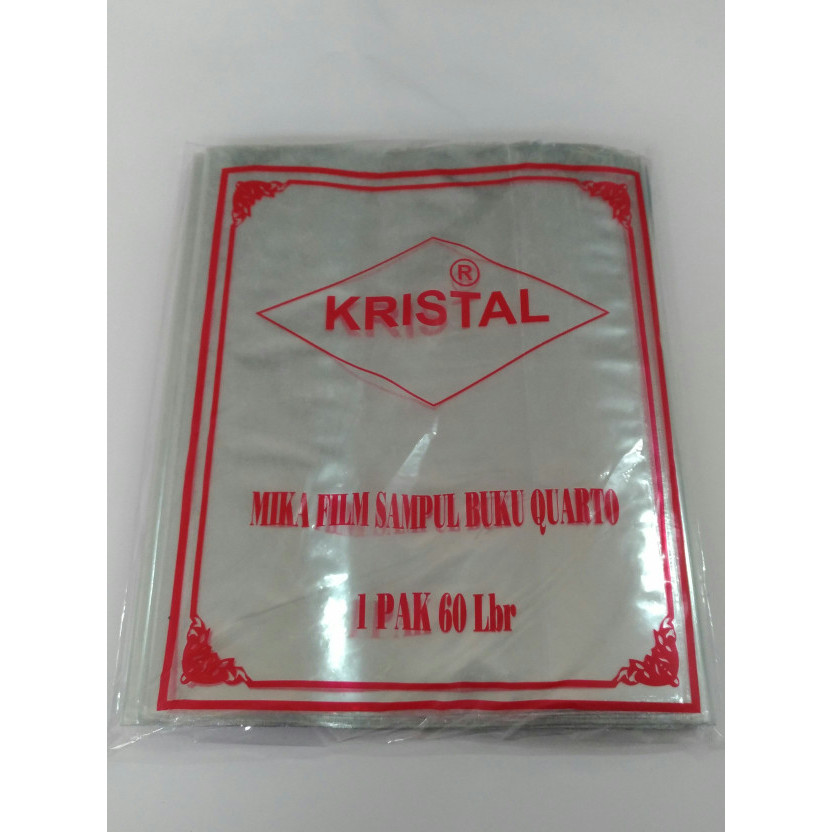 ®
KRISTAL
MIKA FILM SAMPUL BUKU QUARTO
1 PAK 60 Lbr